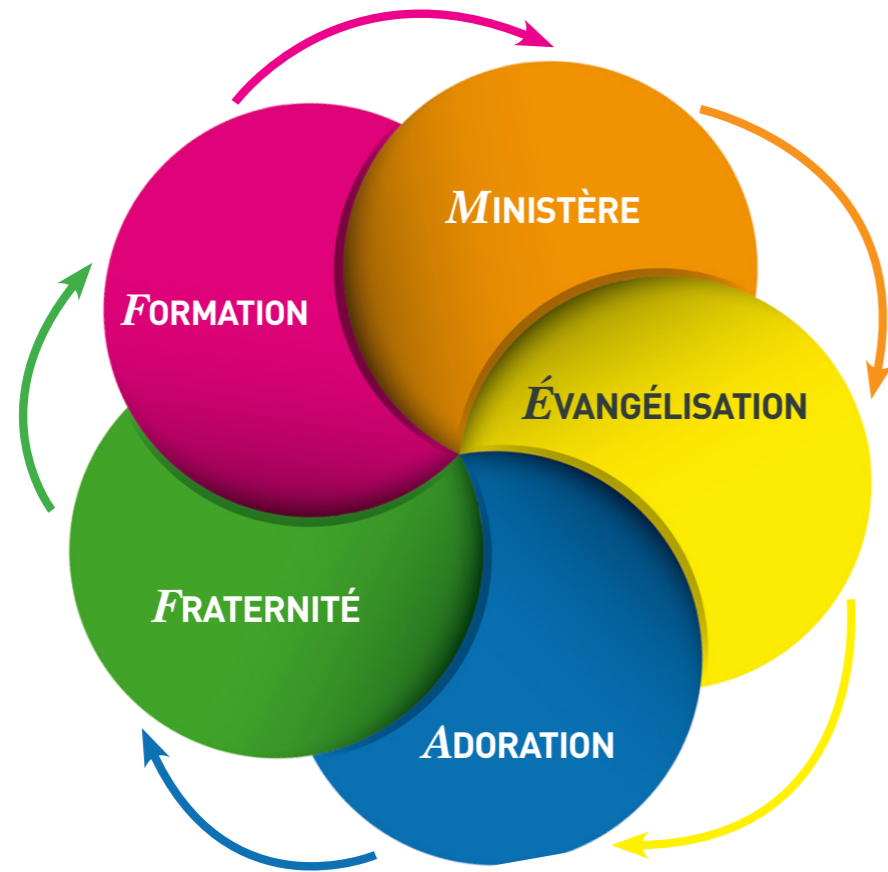 MINISTÈRE
FORMATION
ÉVANGÉLISATION
FRATERNITÉ
ADORATION